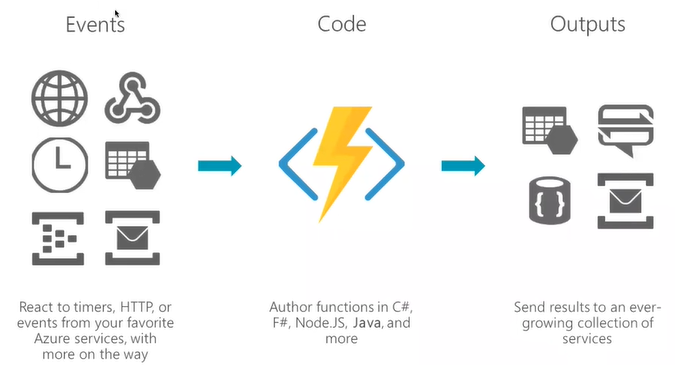 Events
Code
Outputs
React to timers, HTTP, or
events from your favorite
Azure services, with
more on the way
Author functions in C#,
F#, Node.JS, Java, and
more
Send results to an ever-
growing collection of
services